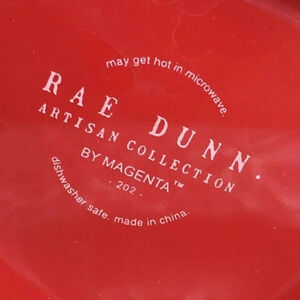 may get hot in microwave.
RAE DUNN.
ARTISAN COLLECTION
BY MAGENTA™
- 202 -
dishwasher safe. made in china.